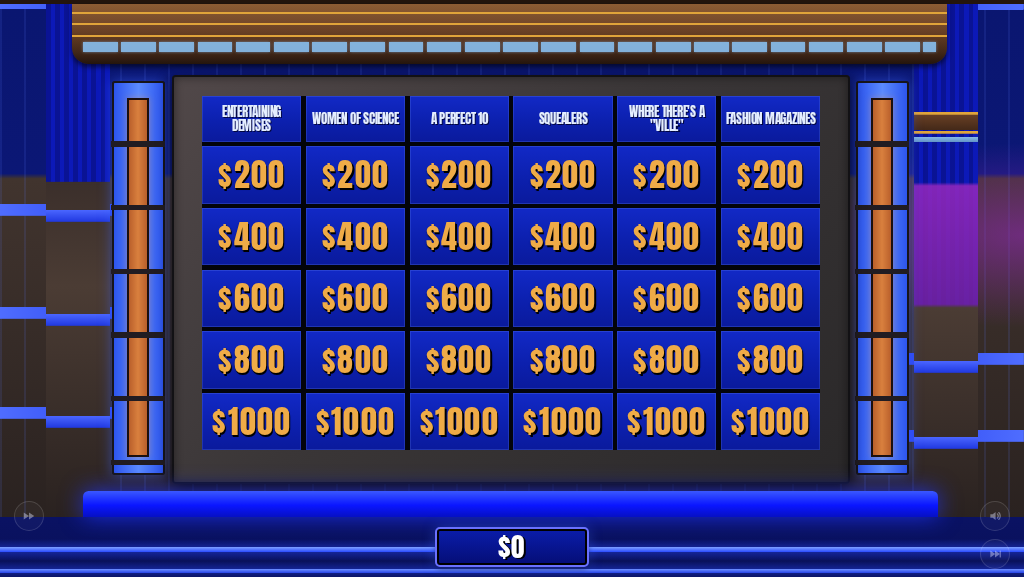 ENTERTAINING
DEMISES
WOMEN OF SCIENCE
A PERFECT 10
SQUEALERS
WHERE THERE'S A
"VILLE"
FASHION MAGAZINES
$200 $200 $200 $200 $200 $200
$400 $400 $400 $400 $400 $400
$600 $600 $600 $600 $600 $600
$800 $800 $800 $800 $800 $800
$1000 $1000 $1000 $1000 $1000 $1000
$0